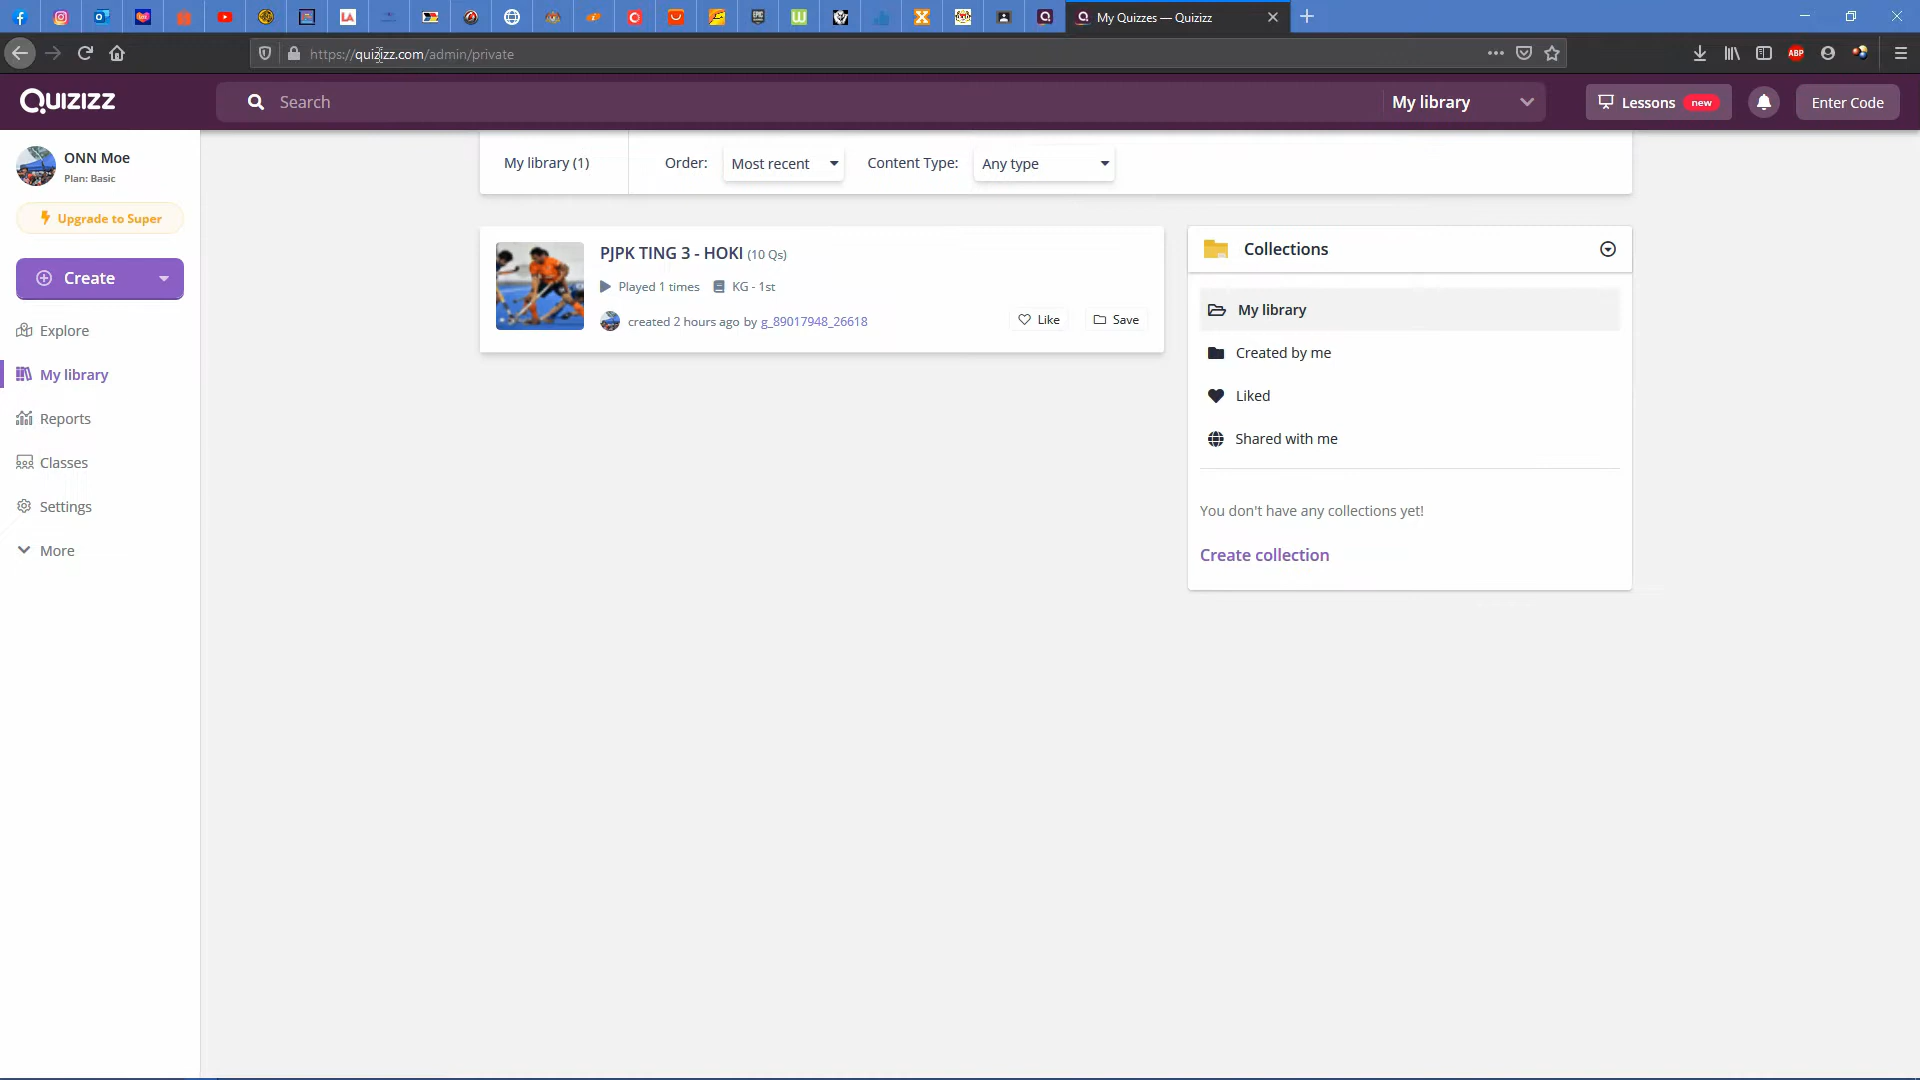 My Quizzes — Quizizz
https://quizizz.com/admin/private
ABP
Quizizz
Search
My library
Lessons new
Enter Code
ONN Moe
Plan: Basic
Upgrade to Super
Create
Explore
My library
Reports
Classes
Settings
More
My library (1)
Order: Most recent
Content Type: Any type
PJPK TING 3 - HOKI (10 Qs)
Played 1 times KG - 1st
created 2 hours ago by g_89017948_26618
Like
Save
Collections
My library
Created by me
Liked
Shared with me
You don't have any collections yet!
Create collection